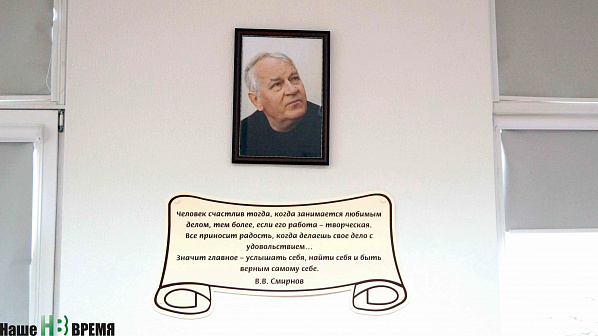 Человек счастлив тогда, когда занимается любимым
делом, тем более, если его работа – творческая.
Все приносит радость, когда делаешь свое дело с
удовольствием...
Значит главное – услышать себя, найти себя и быть
верным самому себе.
В.В. Смирнов
Наше НВ ВРЕМЯ